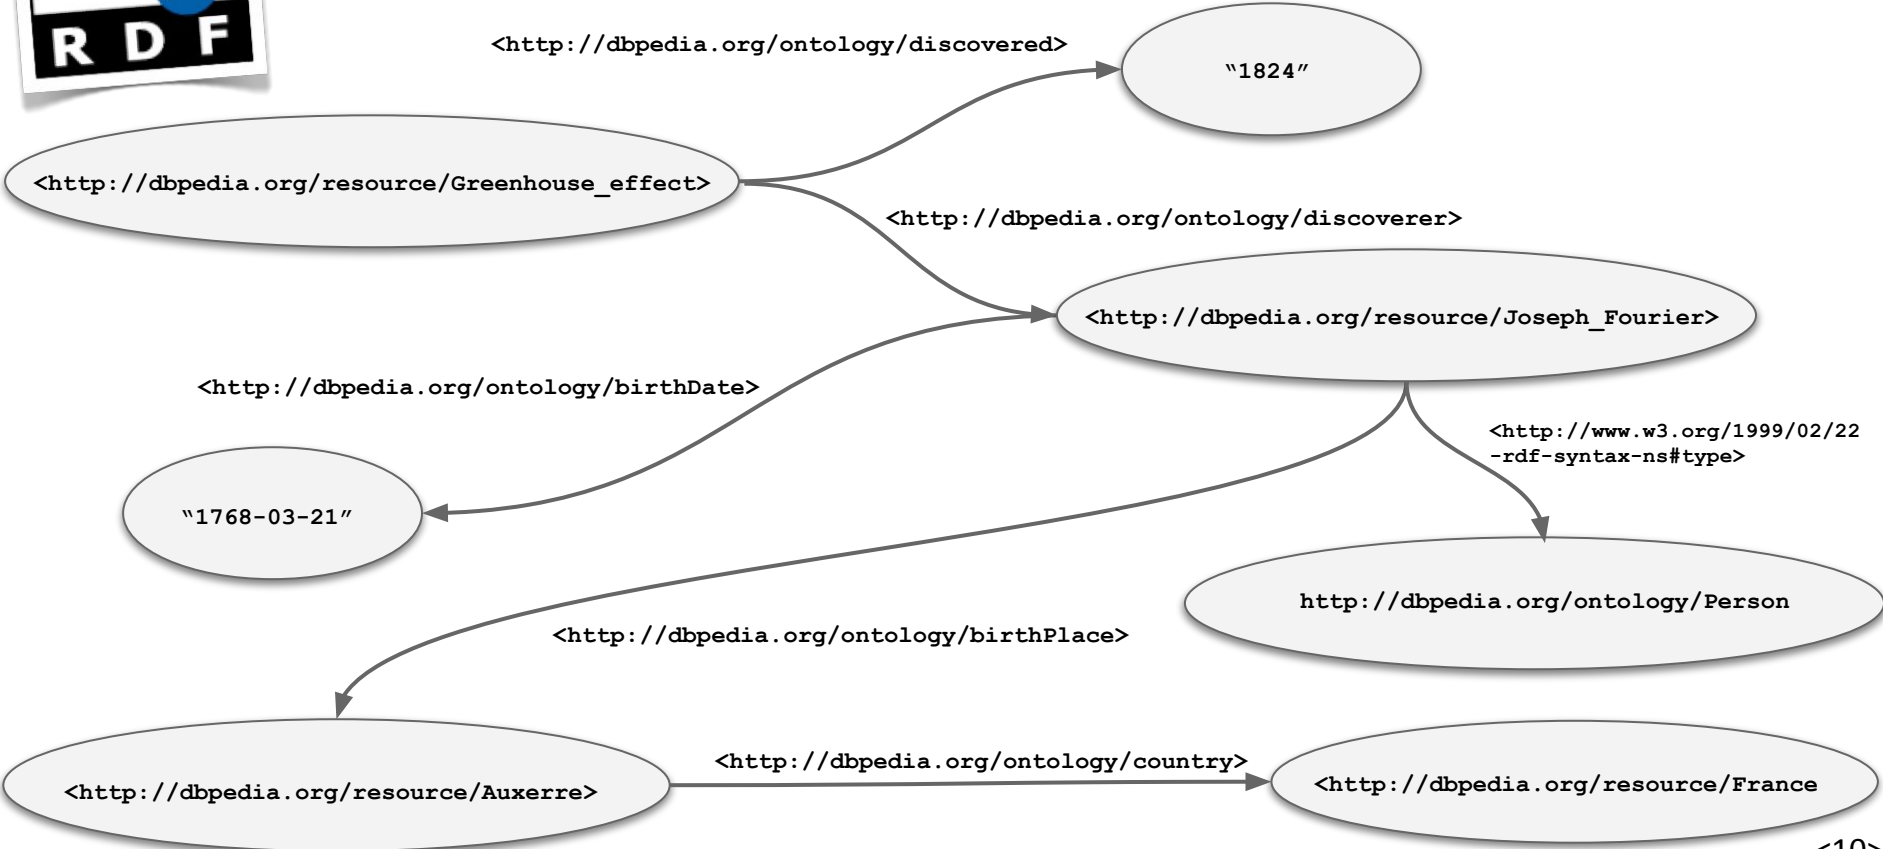 RDF
<http://dbpedia.org/ontology/discovered>
“1824”
<http://dbpedia.org/resource/Greenhouse_effect>
<http://dbpedia.org/ontology/discoverer>
<http://dbpedia.org/resource/Joseph_Fourier>
<http://dbpedia.org/ontology/birthDate>
<http://www.w3.org/1999/02/22
-rdf-syntax-ns#type>
“1768-03-21”
http://dbpedia.org/ontology/Person
<http://dbpedia.org/ontology/birthPlace>
<http://dbpedia.org/ontology/country>
<http://dbpedia.org/resource/Auxerre>
<http://dbpedia.org/resource/France
<10>